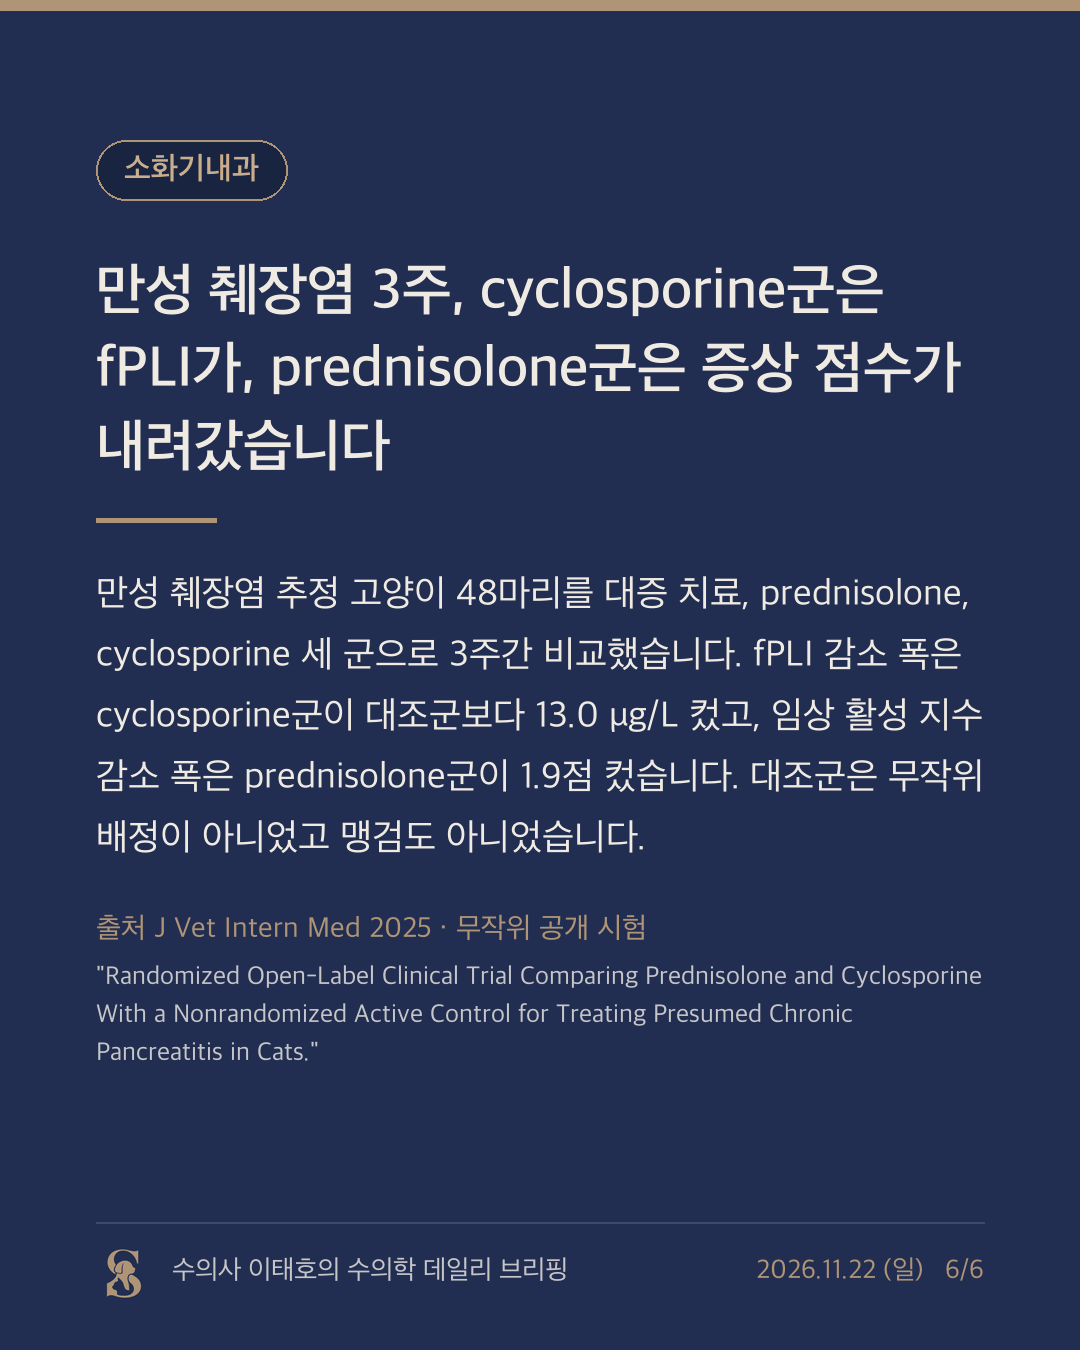 소화기내과
만성 췌장염 3주, cyclosporine군은
fPLI가, prednisolone군은 증상 점수가
내려갔습니다
만성 췌장염 추정 고양이 48마리를 대증 치료, prednisolone,
cyclosporine 세 군으로 3주간 비교했습니다. fPLI 감소 폭은
cyclosporine군이 대조군보다 13.0 μg/L 컸고, 임상 활성 지수
감소 폭은 prednisolone군이 1.9점 컸습니다. 대조군은 무작위
배정이 아니었고 맹검도 아니었습니다.
출처 J Vet Intern Med 2025 · 무작위 공개 시험
"Randomized Open-Label Clinical Trial Comparing Prednisolone and Cyclosporine
With a Nonrandomized Active Control for Treating Presumed Chronic
Pancreatitis in Cats."
S 수의사 이태호의 수의학 데일리 브리핑 2026.11.22 (일) 6/6